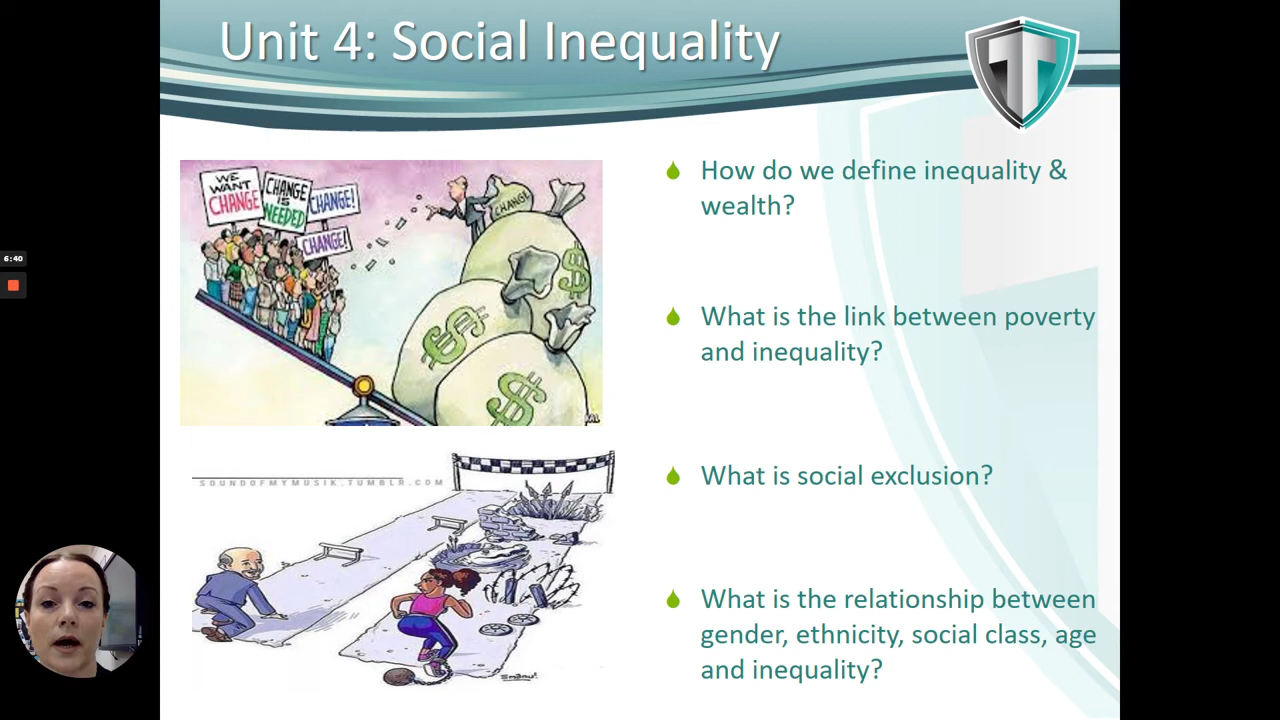 Unit 4: Social Inequality
WE
WANT
CHANGE
CHANGE
IS
NEEDED
CHANGE!
CHANGE!
CHANGE
$
$
$
How do we define inequality &
wealth?
6:40
What is the link between poverty
and inequality?
SOUNDOFMYMUSIK.TUMBLR.COM
What is social exclusion?
What is the relationship between
gender, ethnicity, social class, age
and inequality?